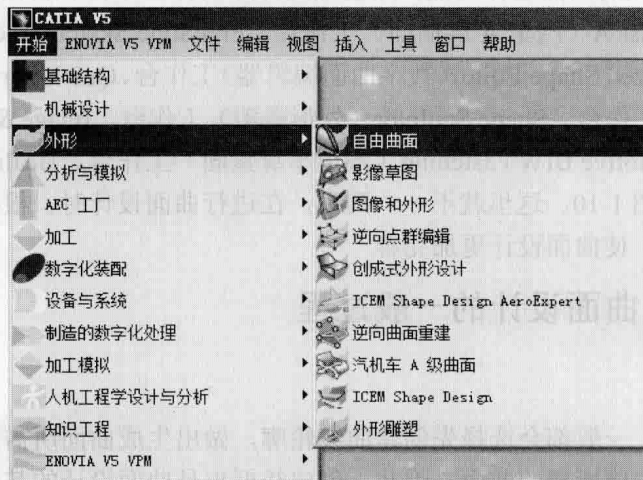 CATIA V5
开始 ENOVIA V5 VPM 文件 编辑 视图 插入 工具 窗口 帮助
基础结构
机械设计
外形
分析与模拟
AEC 工厂
加工
数字化装配
设备与系统
制造的数字化处理
加工模拟
人机工程学设计与分析
知识工程
ENOVIA V5 VPM
自由曲面
影像草图
图像和外形
逆向点群编辑
创成式外形设计
ICEM Shape Design AeroExpert
逆向曲面重建
汽机车 A 级曲面
ICEM Shape Design
外形雕塑